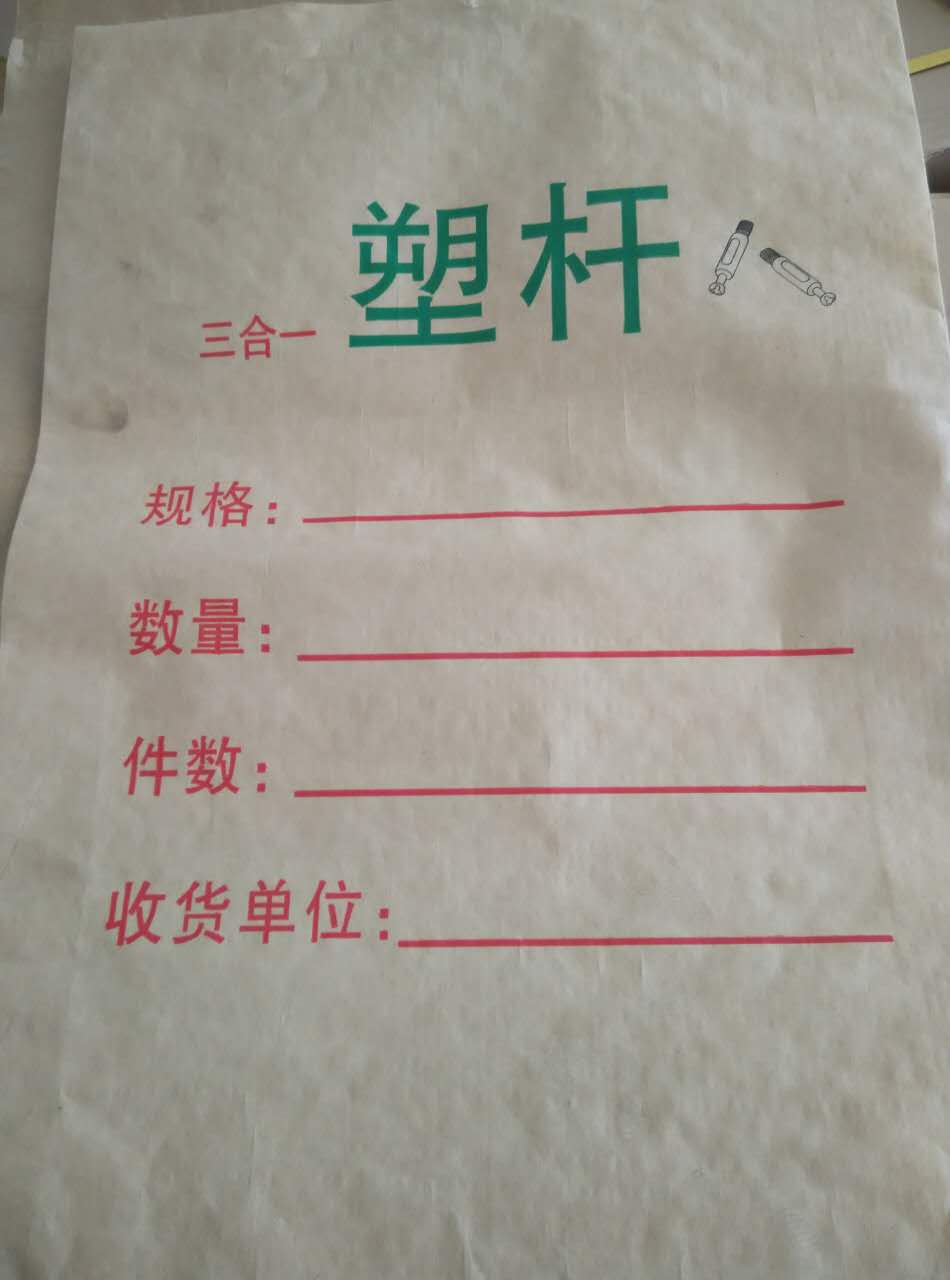 三合一 塑杆
规格：
数量：
件数：
收货单位：